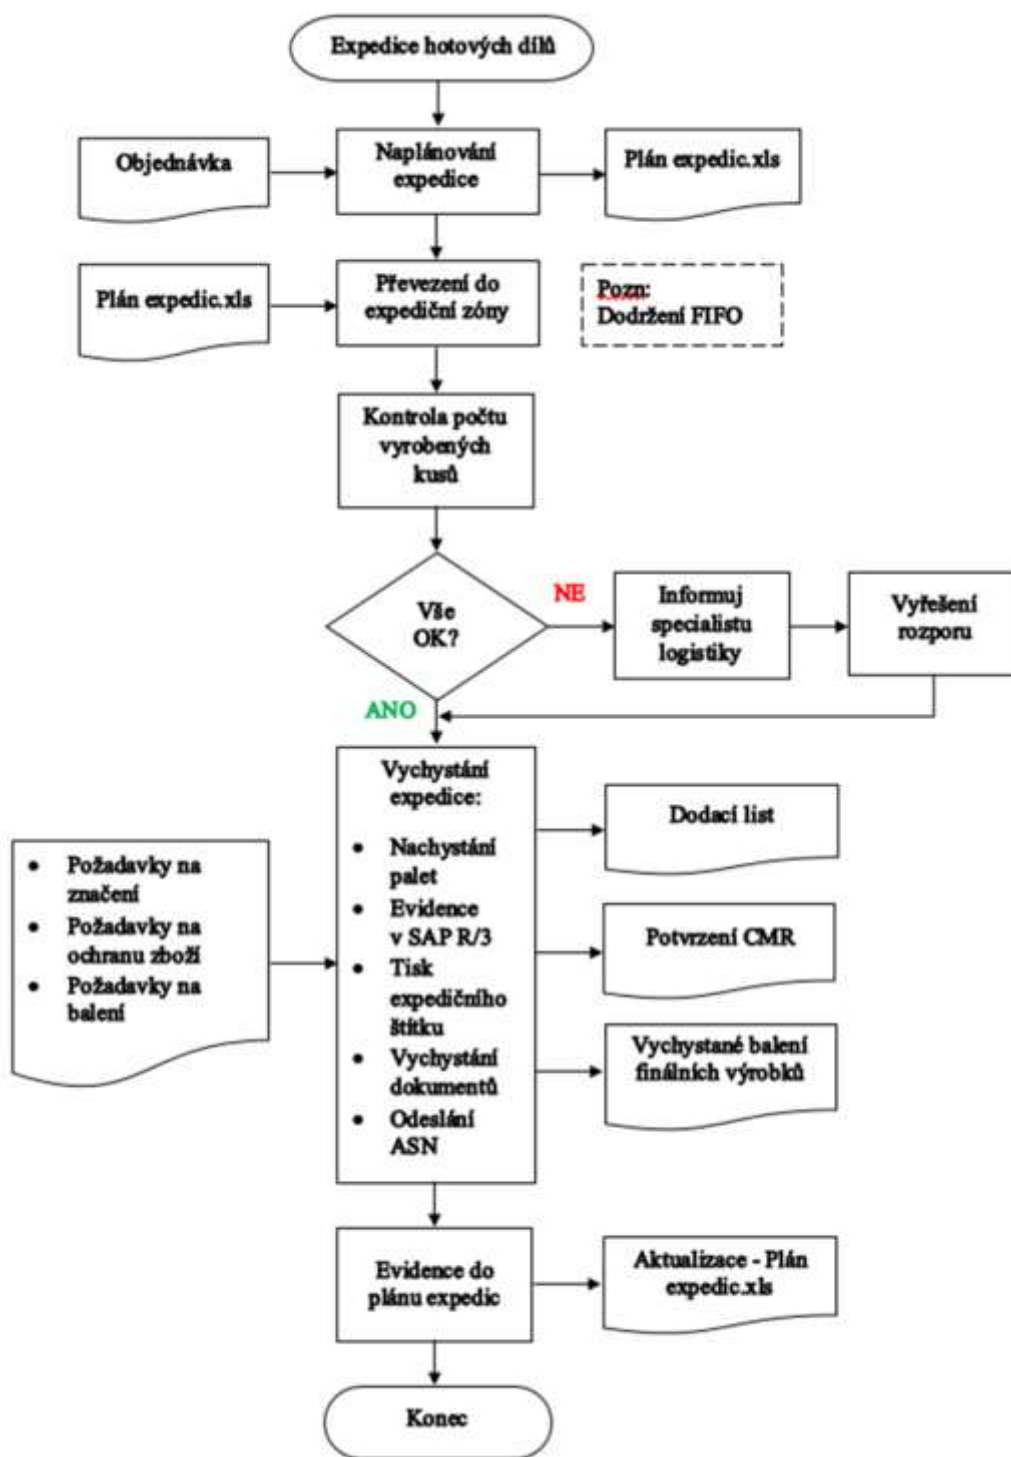 Expedice hotových dílů
Objednávka
Naplánování
expedice
Plán expedic.xls
Plán expedic.xls
Převezení do
expediční zóny
Pozn:
Dodržení FIFO
Kontrola počtu
vyrobených
kusů
Vše
OK?
NE
Informuj
specialistu
logistiky
Vyřešení
rozporu
ANO
Vychystání
expedice:
• Nachystání
palet
• Evidence
v SAP R/3
• Tisk
expedičního
štítku
• Vychystání
dokumentů
• Odeslání
ASN
• Požadavky na
značení
• Požadavky na
ochranu zboží
• Požadavky na
balení
Dodací list
Potvrzení CMR
Vychystané balení
finálních výrobků
Evidence do
plánu expedic
Aktualizace - Plán
expedic.xls
Konec